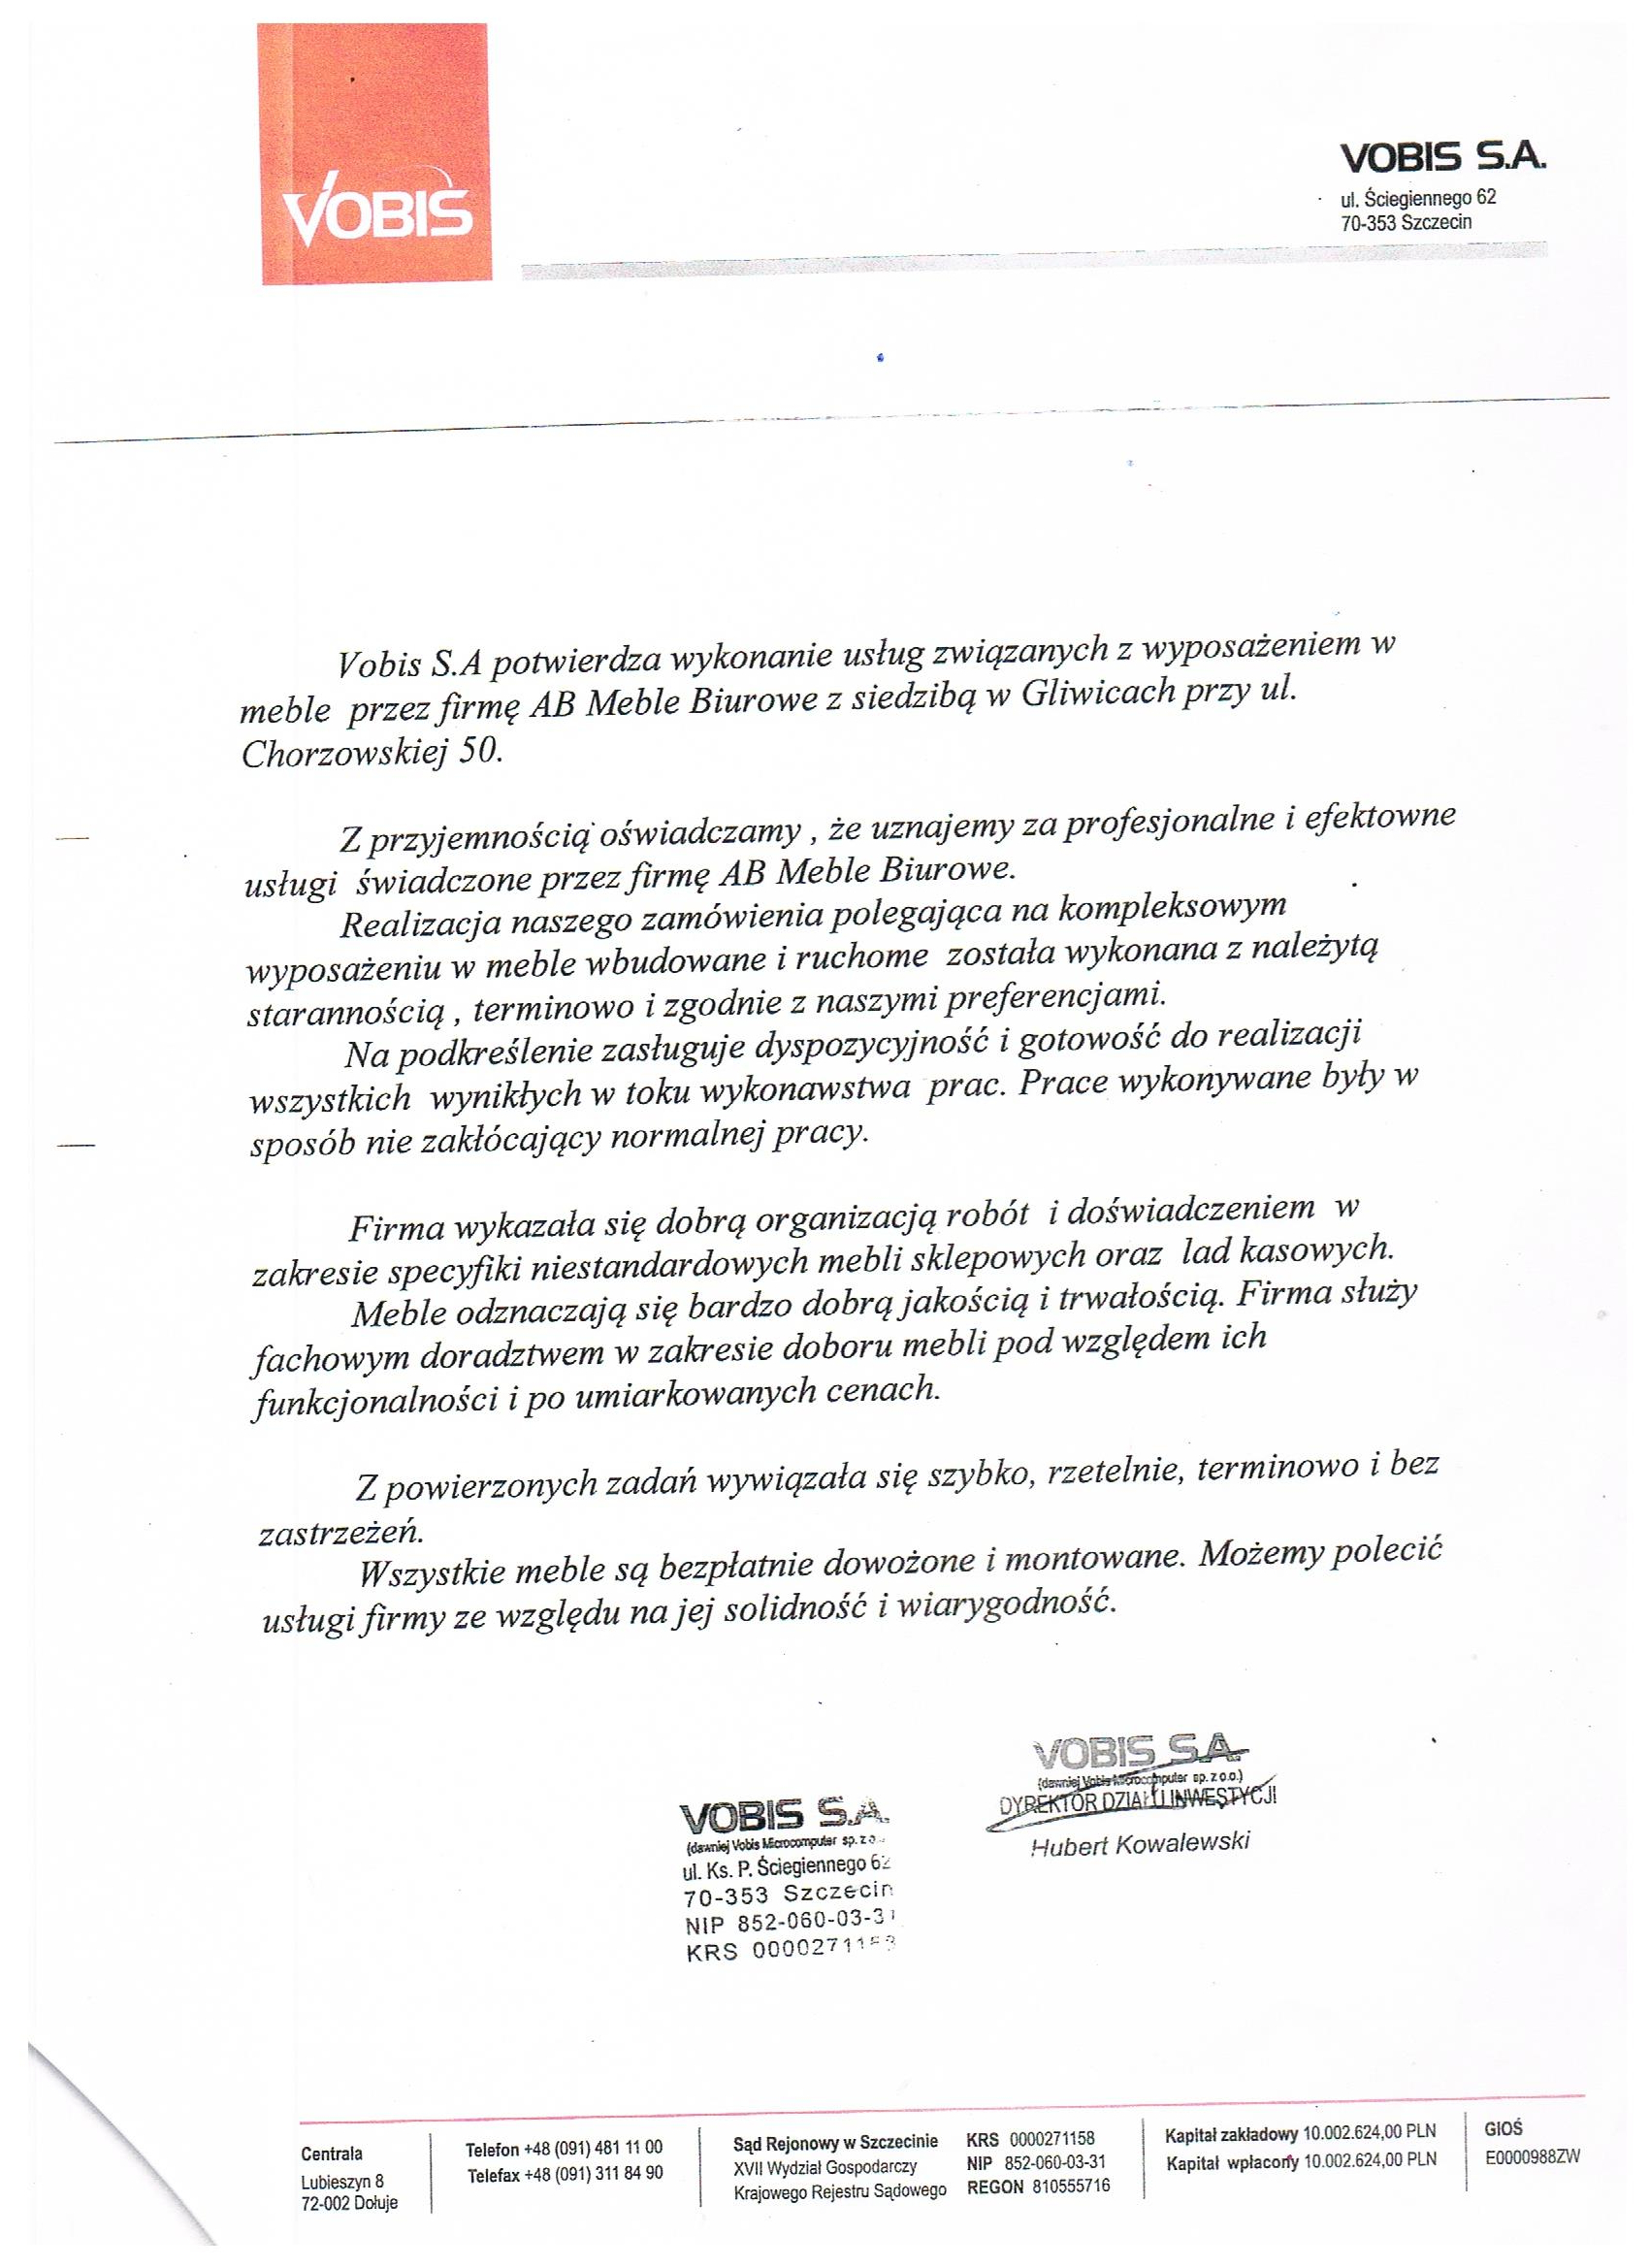 VOBIS
VOBIS S.A.
ul. Ściegiennego 62
70-353 Szczecin
Vobis S.A potwierdza wykonanie usług związanych z wyposażeniem w
meble przez firmę AB Meble Biurowe z siedzibą w Gliwicach przy ul.
Chorzowskiej 50.
Z przyjemnością oświadczamy , że uznajemy za profesjonalne i efektowne
usługi świadczone przez firmę AB Meble Biurowe.
Realizacja naszego zamówienia polegająca na kompleksowym
wyposażeniu w meble wbudowane i ruchome została wykonana z należytą
starannością , terminowo i zgodnie z naszymi preferencjami.
Na podkreślenie zasługuje dyspozycyjność i gotowość do realizacji
wszystkich wynikłych w toku wykonawstwa prac. Prace wykonywane były w
sposób nie zakłócający normalnej pracy.
Firma wykazała się dobrą organizacją robót i doświadczeniem w
zakresie specyfiki niestandardowych mebli sklepowych oraz lad kasowych.
Meble odznaczają się bardzo dobrą jakością i trwałością. Firma służy
fachowym doradztwem w zakresie doboru mebli pod względem ich
funkcjonalności i po umiarkowanych cenach.
Z powierzonych zadań wywiązała się szybko, rzetelnie, terminowo i bez
zastrzeżeń.
Wszystkie meble są bezpłatnie dowożone i montowane. Możemy polecić
usługi firmy ze względu na jej solidność i wiarygodność.
VOBIS S.A.
(dawniej Vobis Microcomputer sp. z o.o.)
DYREKTOR DZIAŁU INWESTYCJI
Hubert Kowalewski
VOBIS S.A.
(dawniej Vobis Microcomputer sp. z o
ul. Ks. P. Ściegiennego 62
70-353 Szczecin
NIP 852-060-03-31
KRS 0000271158
Centrala
Lubieszyn 8
72-002 Dołuje
Telefon +48 (091) 481 11 00
Telefax +48 (091) 311 84 90
Sąd Rejonowy w Szczecinie
XVII Wydział Gospodarczy
Krajowego Rejestru Sądowego
KRS 0000271158
NIP 852-060-03-31
REGON 810555716
Kapitał zakładowy 10.002.624,00 PLN
Kapitał wpłacony 10.002.624,00 PLN
GIOŚ
E0000988ZW